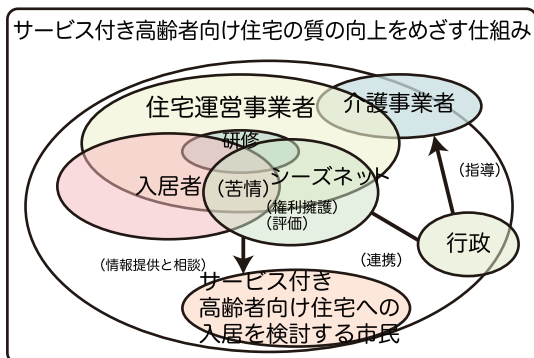 サービス付き高齢者向け住宅の質の向上をめざす仕組み
住宅運営事業者
介護事業者
研修
入居者
(苦情)
シーズネット
(権利擁護)
(評価)
(指導)
行政
(連携)
(情報提供と相談)
サービス付き
高齢者向け住宅への
入居を検討する市民